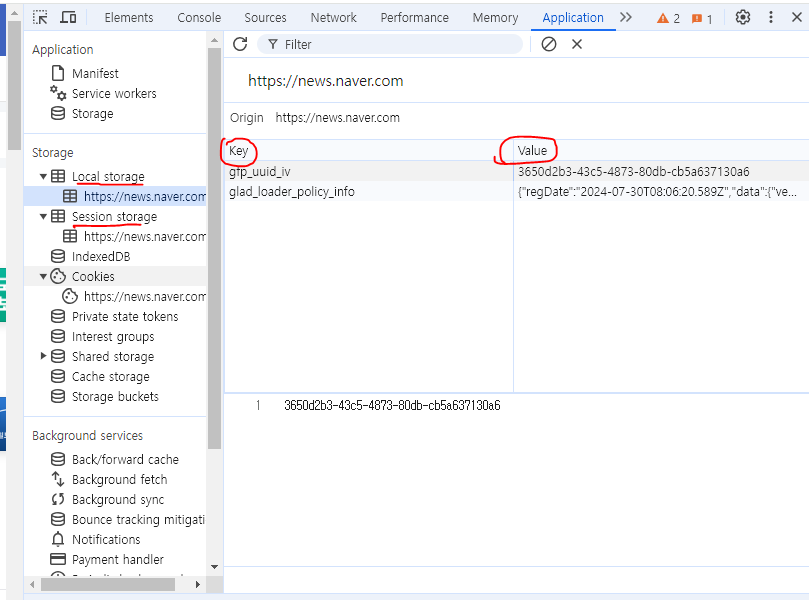 Elements Console Sources Network Performance Memory Application 2 1
Filter
Application
Manifest
Service workers
Storage
Storage
Local storage
https://news.naver.com
Session storage
https://news.naver.com
IndexedDB
Cookies
https://news.naver.com
Private state tokens
Interest groups
Shared storage
Cache storage
Storage buckets
Background services
Back/forward cache
Background fetch
Background sync
Bounce tracking mitigati
Notifications
Payment handler
https://news.naver.com
Origin https://news.naver.com
Key Value
gfp_uuid_iv 3650d2b3-43c5-4873-80db-cb5a637130a6
glad_loader_policy_info {"regDate":"2024-07-30T08:06:20.589Z","data":{"ve...
1 3650d2b3-43c5-4873-80db-cb5a637130a6